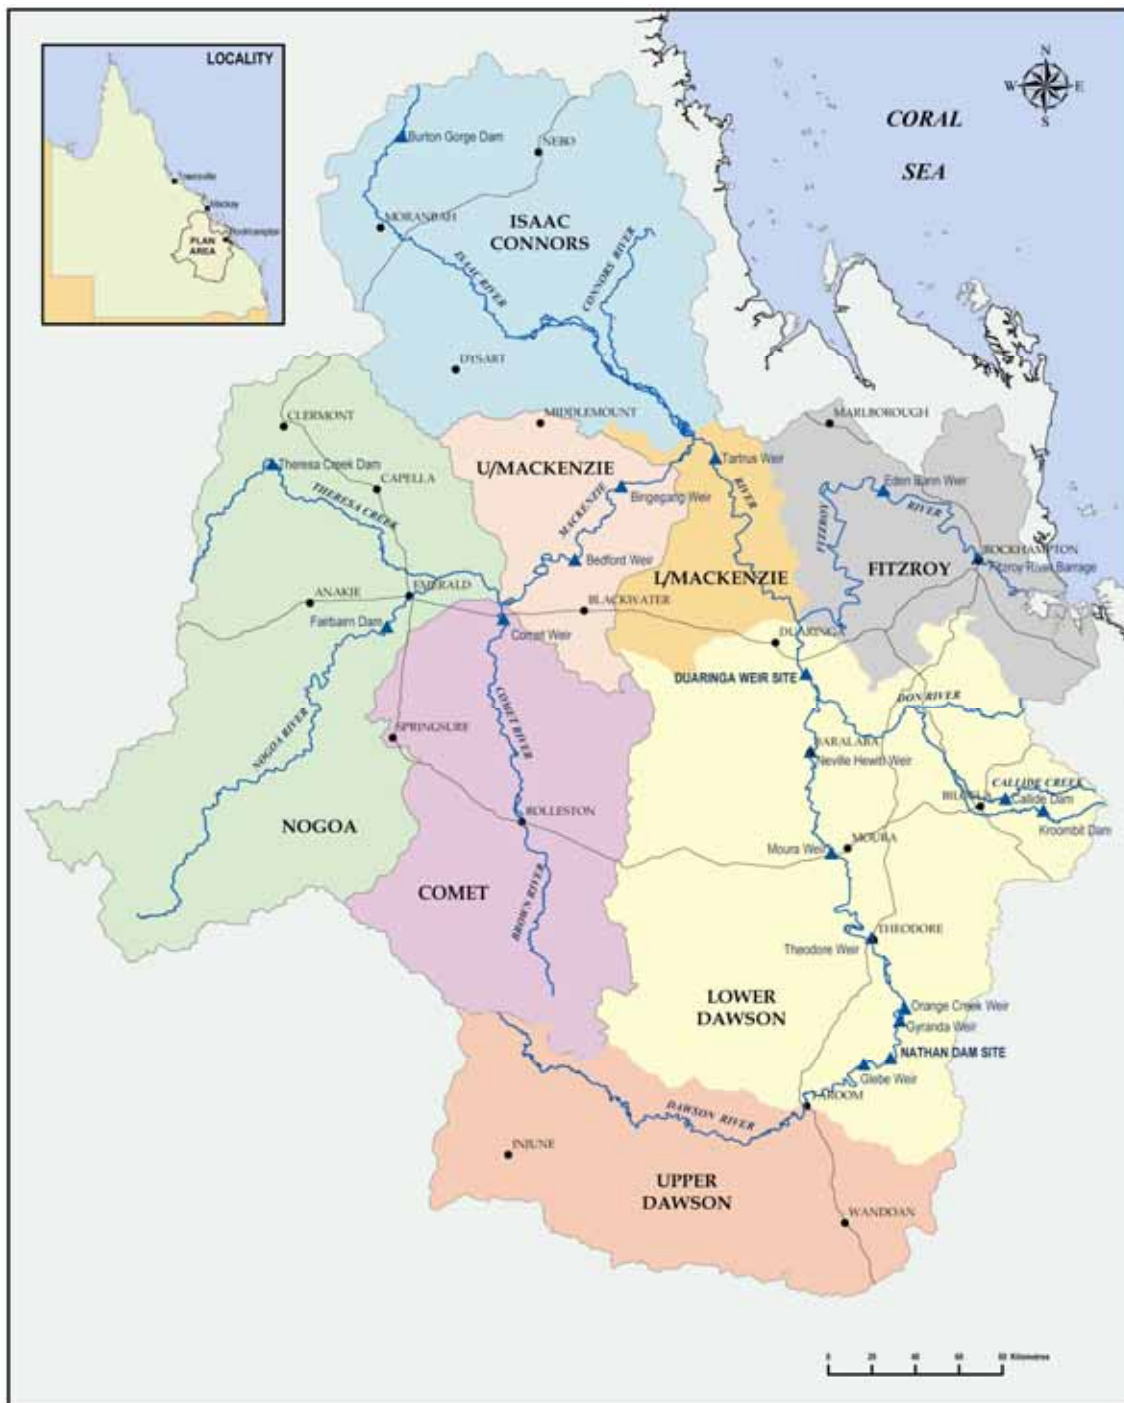 LOCALITY
Townsville
Mackay
Rockhampton
PLAN
AREA
N
W
E
S
CORAL
SEA
Burton Gorge Dam
NEBO
MORANBAH
ISAAC
CONNORS
ISAAC RIVER
CONNORS RIVER
DYSART
CLERMONT
MIDDLEMOUNT
MARLBOROUGH
Theresa Creek Dam
CAPELLA
THERESA CREEK
U/MACKENZIE
Tartrus Weir
Bingegang Weir
MACKENZIE
RIVER
Eden Bann Weir
FITZROY
RIVER
Bedford Weir
ROCKHAMPTON
Fitzroy River Barrage
FITZROY
L/MACKENZIE
EMERALD
ANAKIE
BLACKWATER
Fairbairn Dam
Comet Weir
DUARINGA
DUARINGA WEIR SITE
COMET RIVER
DON RIVER
NOGOA RIVER
SPRINGSURE
BARALABA
Neville Hewitt Weir
CALLIDE CREEK
Callide Dam
Kroombit Dam
NOGOA
ROLLESTON
MOURA
Moura Weir
COMET
BROWN RIVER
THEODORE
Theodore Weir
LOWER
DAWSON
Orange Creek Weir
Gyranda Weir
NATHAN DAM SITE
Glebe Weir
TAROOM
DAWSON RIVER
INJUNE
UPPER
DAWSON
WANDOAN
0 20 40 60 80 Kilometres